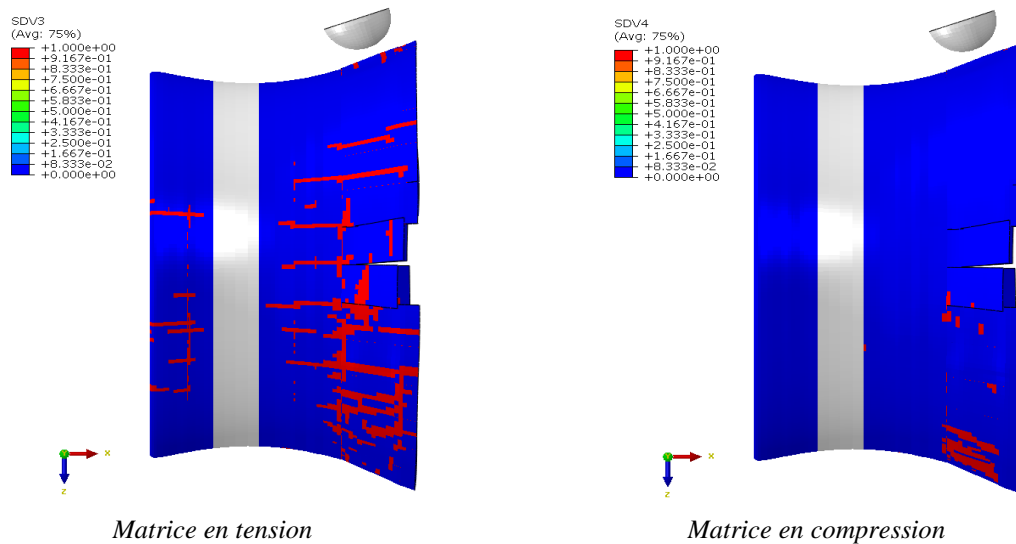 SDV3
(Avg: 75%)
+1.000e+00
+9.167e-01
+8.333e-01
+7.500e-01
+6.667e-01
+5.833e-01
+5.000e-01
+4.167e-01
+3.333e-01
+2.500e-01
+1.667e-01
+8.333e-02
+0.000e+00
x
z
Matrice en tension
SDV4
(Avg: 75%)
+1.000e+00
+9.167e-01
+8.333e-01
+7.500e-01
+6.667e-01
+5.833e-01
+5.000e-01
+4.167e-01
+3.333e-01
+2.500e-01
+1.667e-01
+8.333e-02
+0.000e+00
x
z
Matrice en compression